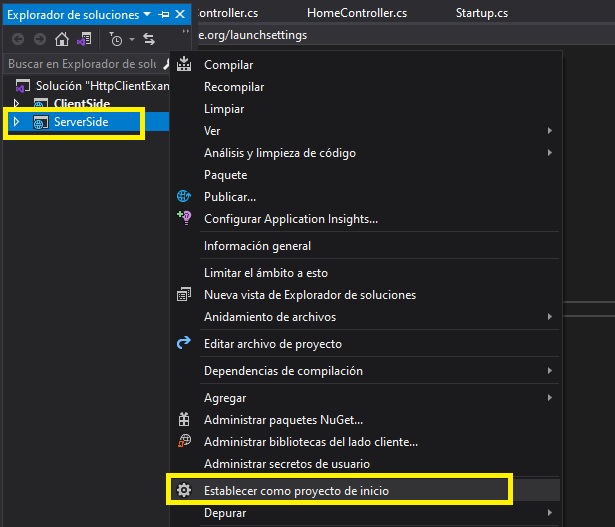 Explorador de soluciones
ontroller.cs
HomeController.cs
Startup.cs
e.org/launchsettings
Buscar en Explorador de solu
Solución "HttpClientExam
ClientSide
ServerSide
Compilar
Recompilar
Limpiar
Ver
Análisis y limpieza de código
Paquete
Publicar...
Configurar Application Insights...
Información general
Limitar el ámbito a esto
Nueva vista de Explorador de soluciones
Anidamiento de archivos
Editar archivo de proyecto
Dependencias de compilación
Agregar
Administrar paquetes NuGet...
Administrar bibliotecas del lado cliente...
Administrar secretos de usuario
Establecer como proyecto de inicio
Depurar